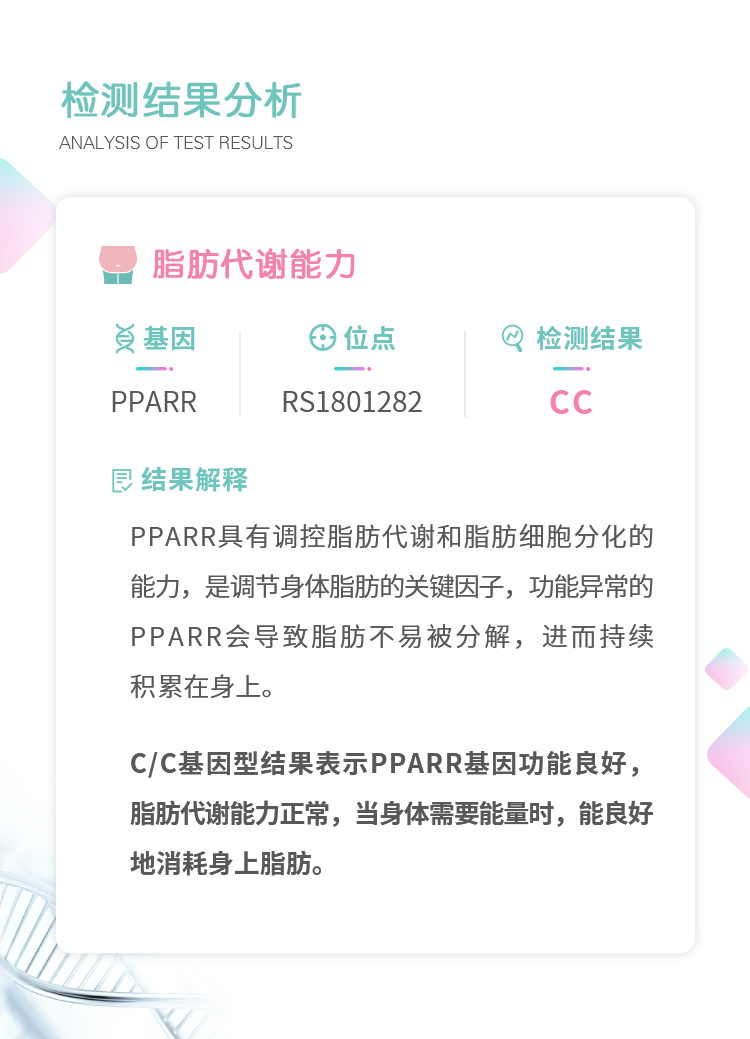 检测结果分析
ANALYSIS OF TEST RESULTS
脂肪代谢能力
基因
位点
检测结果
PPARR
RS1801282
CC
结果解释
PPARR具有调控脂肪代谢和脂肪细胞分化的
能力，是调节身体脂肪的关键因子，功能异常的
PPARR会导致脂肪不易被分解，进而持续
积累在身上。
C/C基因型结果表示PPARR基因功能良好，
脂肪代谢能力正常，当身体需要能量时，能良好
地消耗身上脂肪。